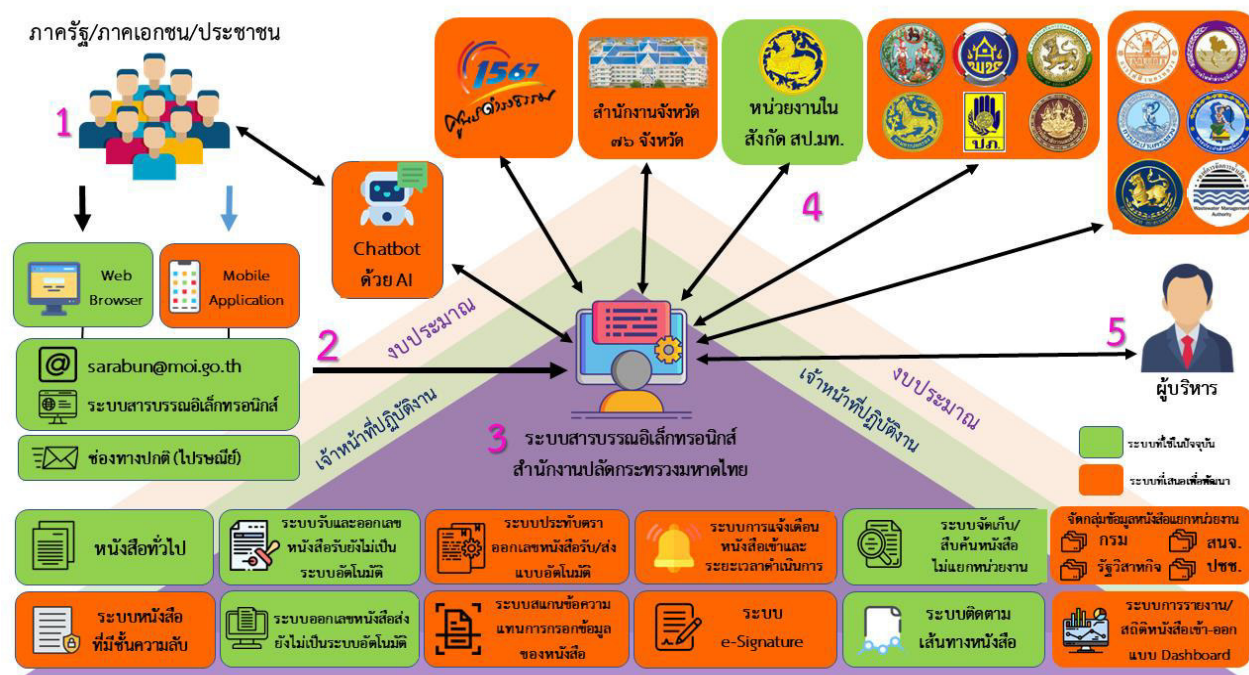 ภาครัฐ/ภาคเอกชน/ประชาชน
1
Web
Browser
Mobile
Application
sarabun@moi.go.th
ระบบสารบรรณอิเล็กทรอนิกส์
ช่องทางปกติ (ไปรษณีย์)
Chatbot
ด้วย AI
2
1567
ศูนย์ดำรงธรรม
สำนักงานจังหวัด
๗๖ จังหวัด
หน่วยงานใน
สังกัด สป.มท.
ปภ.
Wastewater Management
Authority
4
งบประมาณ
เจ้าหน้าที่ปฏิบัติงาน
เจ้าหน้าที่ปฏิบัติงาน
งบประมาณ
5
ผู้บริหาร
3
ระบบสารบรรณอิเล็กทรอนิกส์
สำนักงานปลัดกระทรวงมหาดไทย
ระบบที่ใช้ในปัจจุบัน
ระบบที่เสนอเพื่อพัฒนา
หนังสือทั่วไป
ระบบรับและออกเลข
หนังสือรับยังไม่เป็น
ระบบอัตโนมัติ
ระบบประทับตรา
ออกเลขหนังสือรับ/ส่ง
แบบอัตโนมัติ
ระบบการแจ้งเตือน
หนังสือเข้าและ
ระยะเวลาดำเนินการ
ระบบจัดเก็บ/
สืบค้นหนังสือ
ไม่แยกหน่วยงาน
จัดกลุ่มข้อมูลหนังสือแยกหน่วยงาน
กรม
สนจ.
รัฐวิสาหกิจ
ปชช.
ระบบหนังสือ
ที่มีชั้นความลับ
ระบบออกเลขหนังสือส่ง
ยังไม่เป็นระบบอัตโนมัติ
ระบบสแกนข้อความ
แทนการกรอกข้อมูล
ของหนังสือ
ระบบ
e-Signature
ระบบติดตาม
เส้นทางหนังสือ
ระบบการรายงาน/
สถิติหนังสือเข้า-ออก
แบบ Dashboard